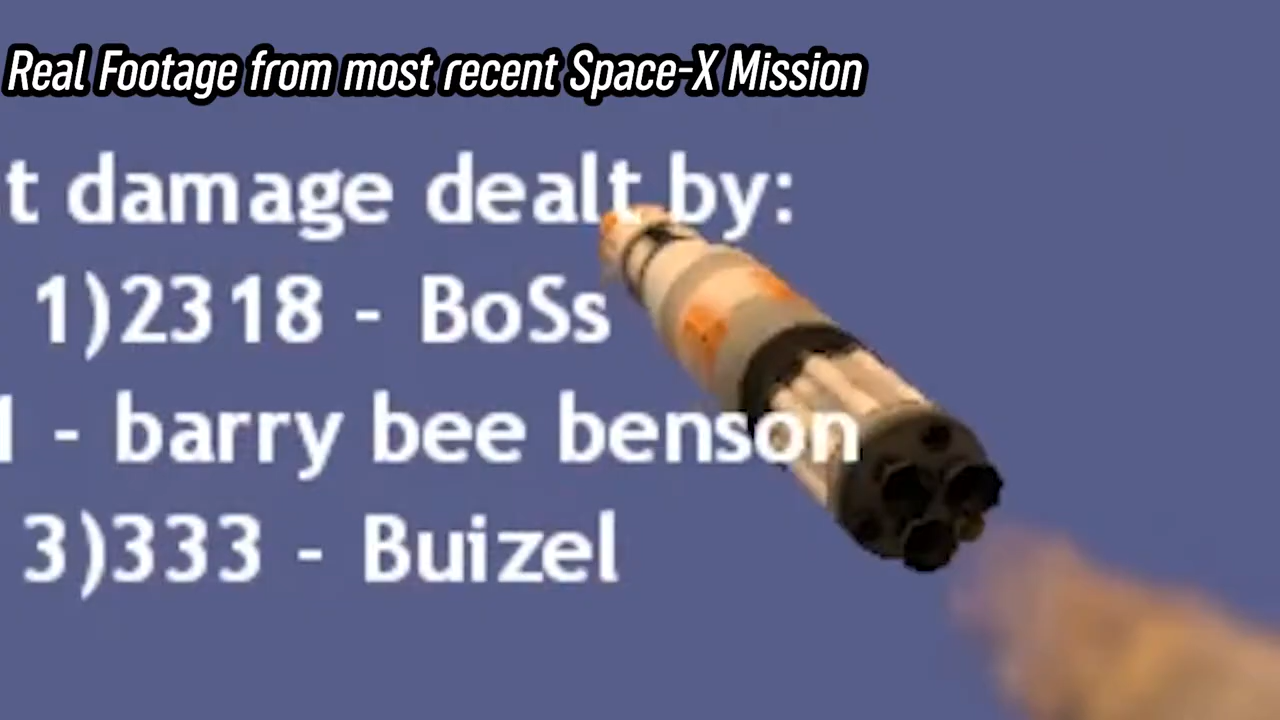 Real Footage from most recent Space-X Mission
t damage dealt by:
1)2318 - BoSs
- barry bee benson
3)333 - Buizel